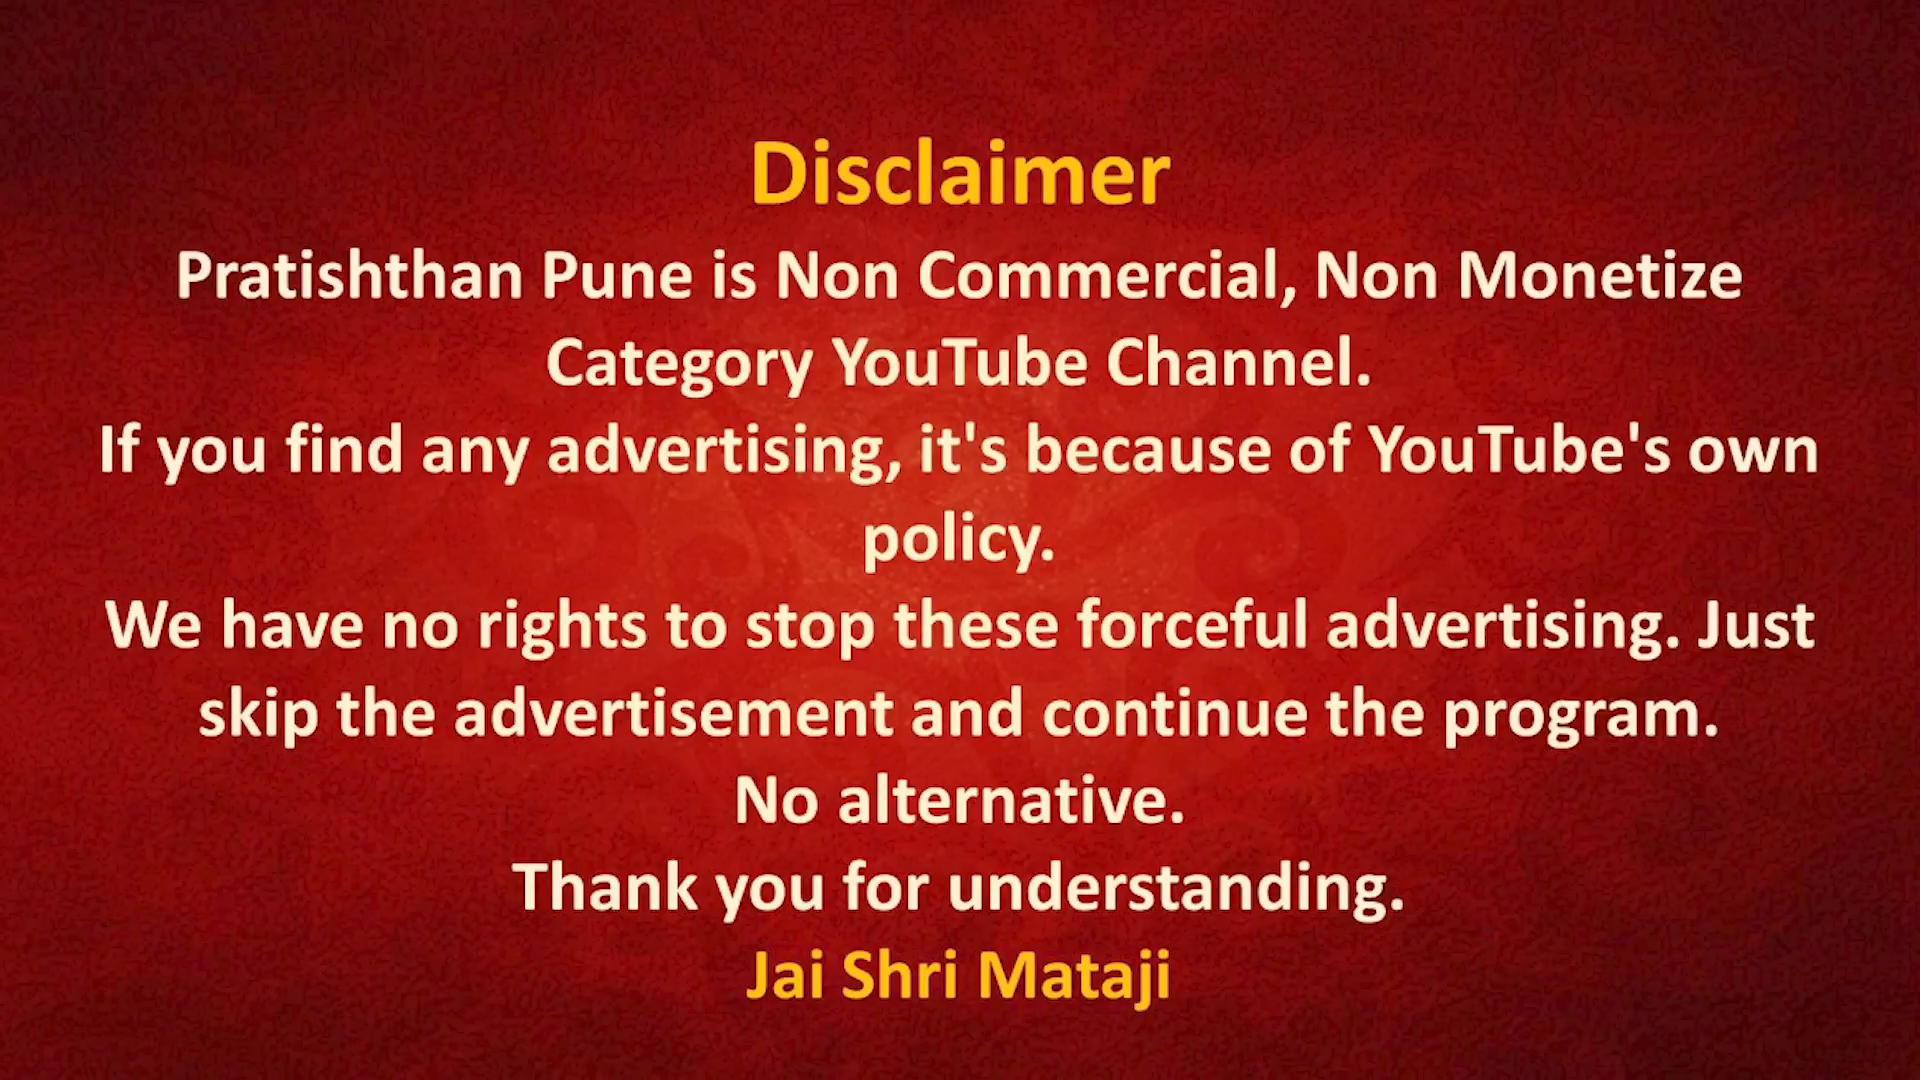 Disclaimer
Pratishthan Pune is Non Commercial, Non Monetize
Category YouTube Channel.
If you find any advertising, it's because of YouTube's own
policy.
We have no rights to stop these forceful advertising. Just
skip the advertisement and continue the program.
No alternative.
Thank you for understanding.
Jai Shri Mataji